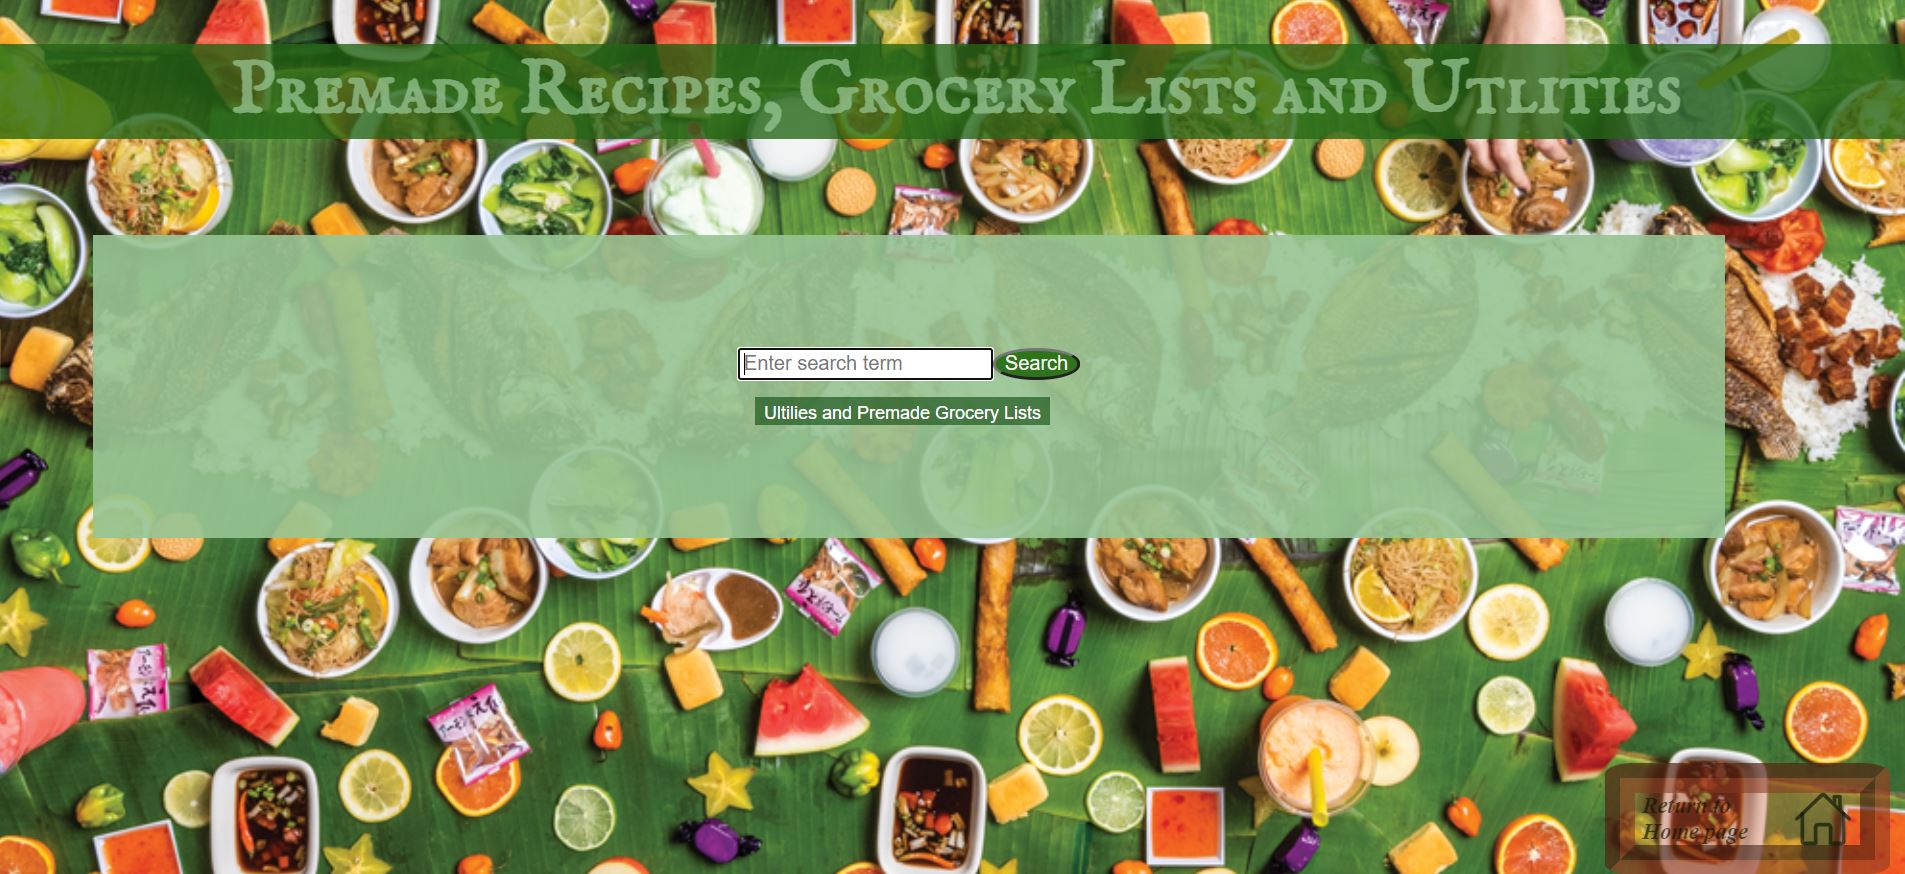 Premade Recipes, Grocery Lists and Utlities
Enter search term
Search
Ultilies and Premade Grocery Lists
Return to
Home page